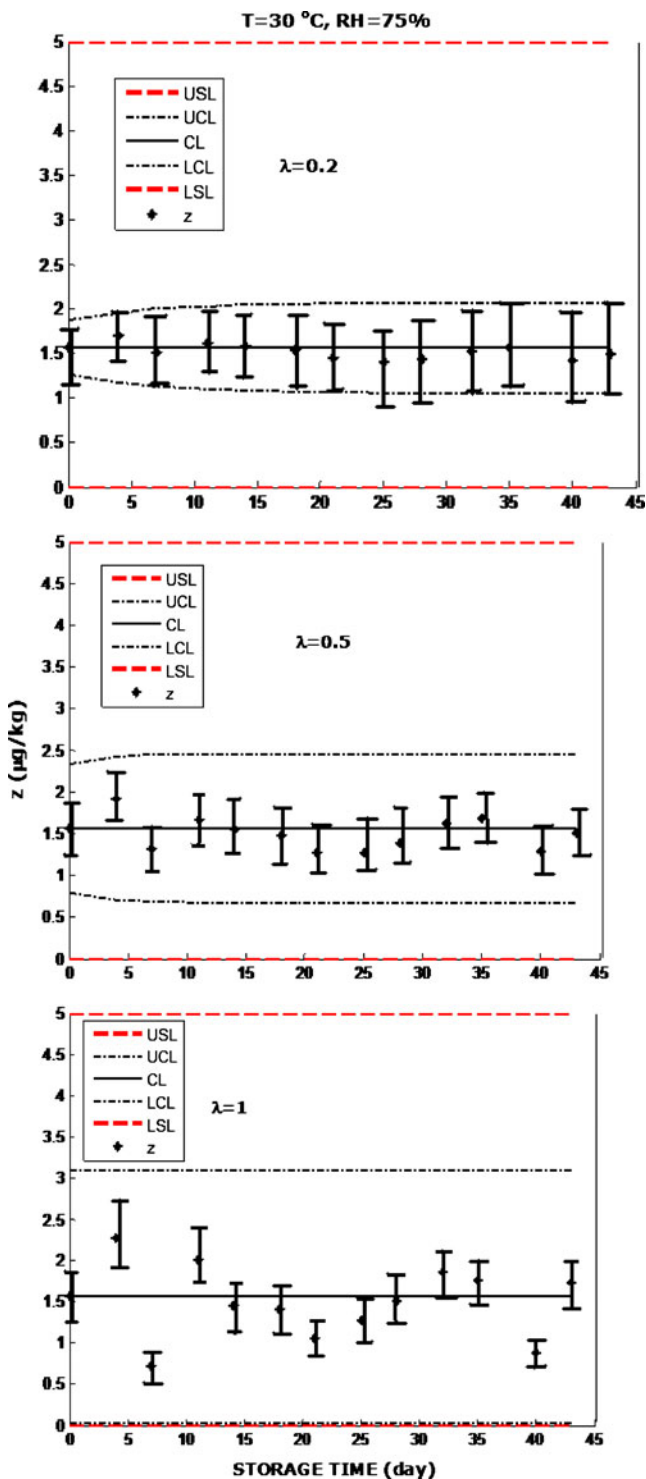 T=30 °C, RH=75%
5
4.5
4
3.5
3
2.5
2
1.5
1
0.5
0
USL
UCL
CL
LCL
LSL
z
λ=0.2
0 5 10 15 20 25 30 35 40 45
5
4.5
4
3.5
3
2.5
2
1.5
1
0.5
0
USL
UCL
CL
LCL
LSL
z
λ=0.5
0 5 10 15 20 25 30 35 40 45
z (µg/kg)
5
4.5
4
3.5
3
2.5
2
1.5
1
0.5
0
USL
UCL
CL
LCL
LSL
z
λ=1
0 5 10 15 20 25 30 35 40 45
STORAGE TIME (day)